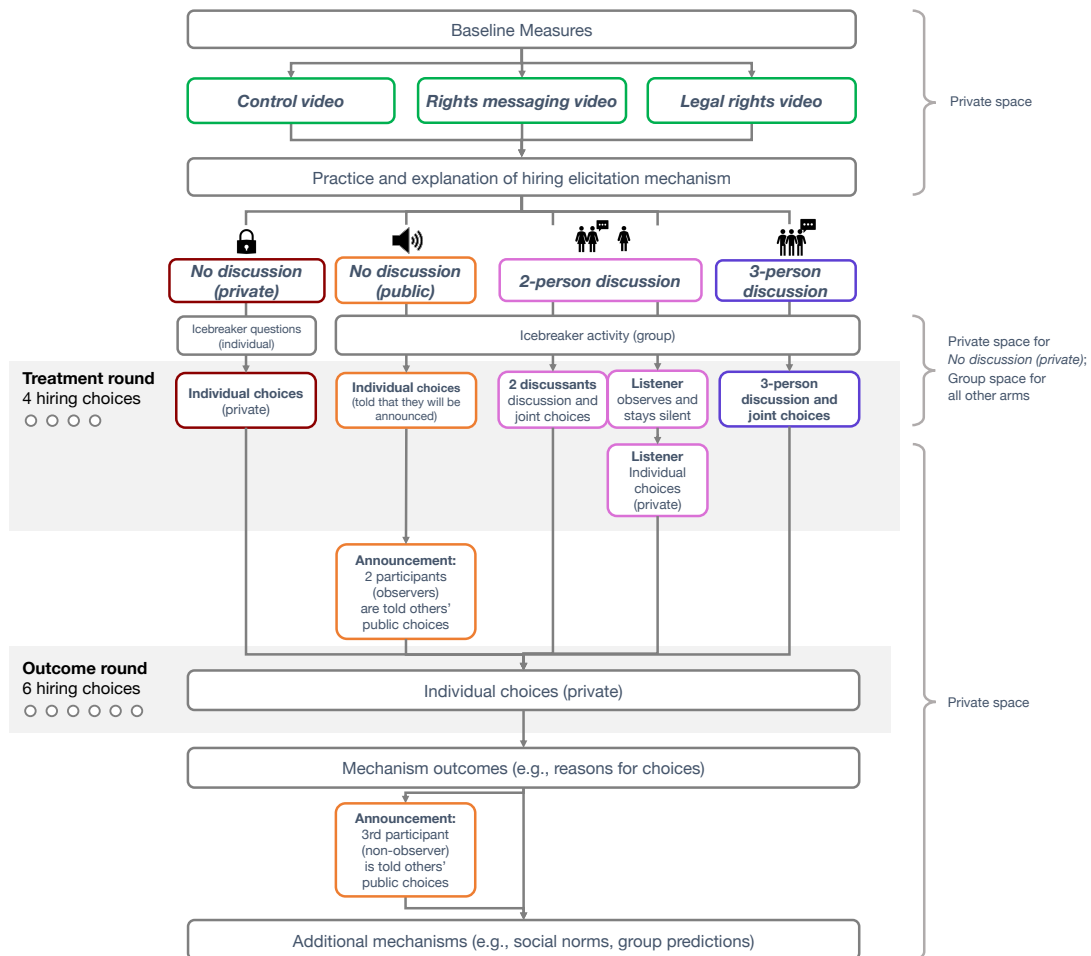 Baseline Measures
Control video
Rights messaging video
Legal rights video
Private space
Practice and explanation of hiring elicitation mechanism
No discussion
(private)
No discussion
(public)
2-person discussion
3-person
discussion
Icebreaker questions
(individual)
Icebreaker activity (group)
Private space for
No discussion (private);
Group space for
all other arms
Treatment round
4 hiring choices
Individual choices
(private)
Individual choices
(told that they will be
announced)
2 discussants
discussion and
joint choices
Listener
observes and
stays silent
3-person
discussion and
joint choices
Listener
Individual
choices
(private)
Announcement:
2 participants
(observers)
are told others'
public choices
Outcome round
6 hiring choices
Individual choices (private)
Private space
Mechanism outcomes (e.g., reasons for choices)
Announcement:
3rd participant
(non-observer)
is told others'
public choices
Additional mechanisms (e.g., social norms, group predictions)